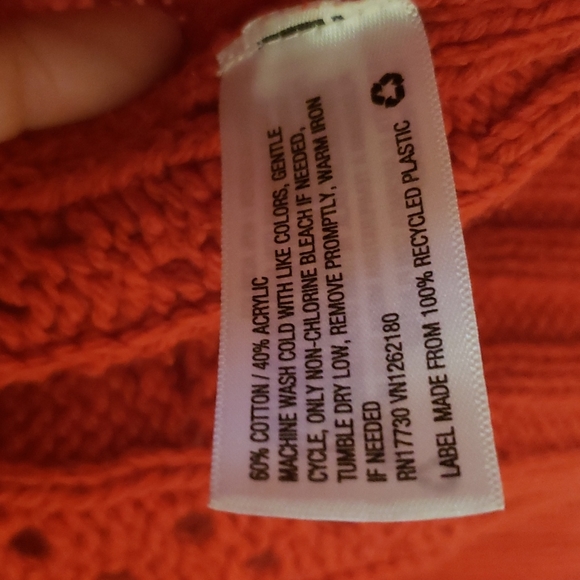 60% COTTON / 40% ACRYLIC
MACHINE WASH COLD WITH LIKE COLORS, GENTLE
CYCLE, ONLY NON-CHLORINE BLEACH IF NEEDED,
TUMBLE DRY LOW, REMOVE PROMPTLY, WARM IRON
IF NEEDED
RN17730 VN1262180
LABEL MADE FROM 100% RECYCLED PLASTIC